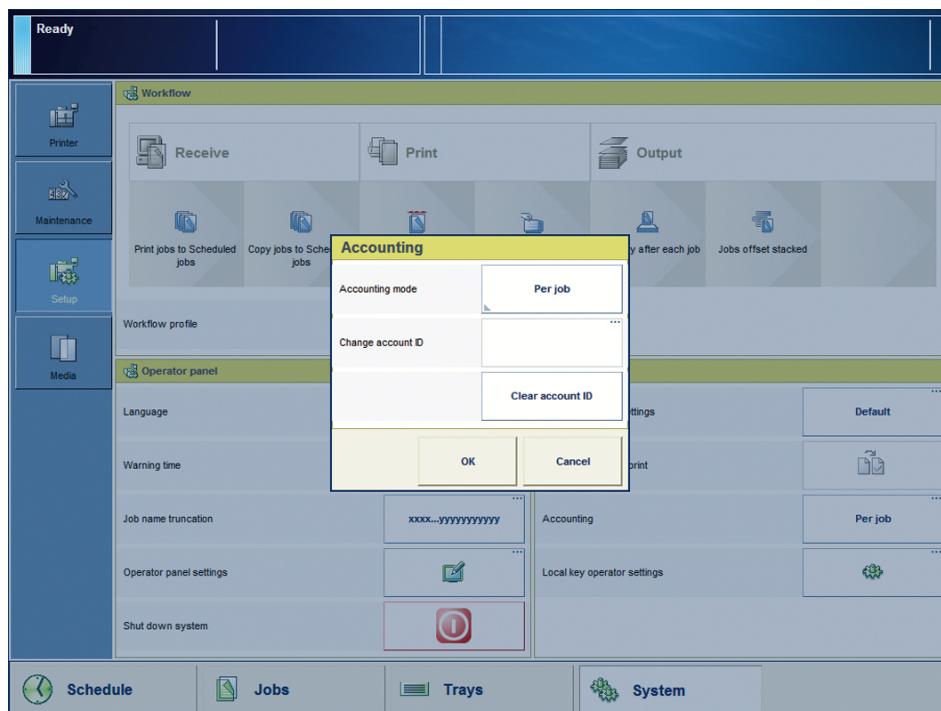 Ready
Workflow
Printer
Receive
Print
Output
Maintenance
Print jobs to Scheduled
jobs
Copy jobs to Sche
jobs
y after each job
Jobs offset stacked
Setup
Workflow profile
Media
Accounting
Accounting mode
Per job
Change account ID
Clear account ID
OK
Cancel
Operator panel
Language
ttings
Default
Warning time
print
Job name truncation
xxxx...yyyyyyyyyyy
Accounting
Per job
Operator panel settings
Local key operator settings
Shut down system
Schedule
Jobs
Trays
System